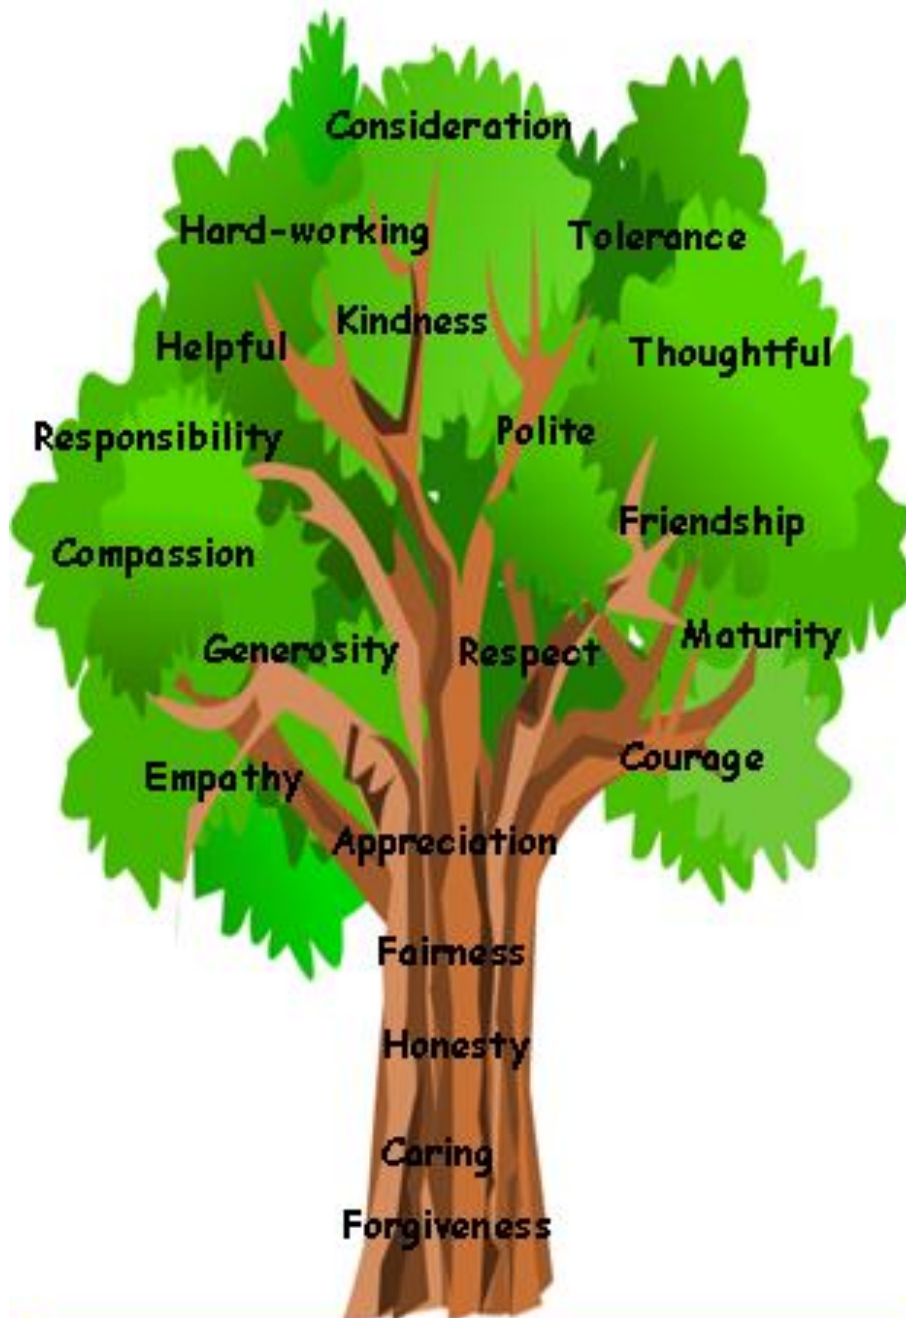 Consideration
Hard-working
Tolerance
Kindness
Helpful
Thoughtful
Responsibility
Polite
Friendship
Compassion
Generosity
Respect
Maturity
Empathy
Courage
Appreciation
Fairness
Honesty
Caring
Forgiveness